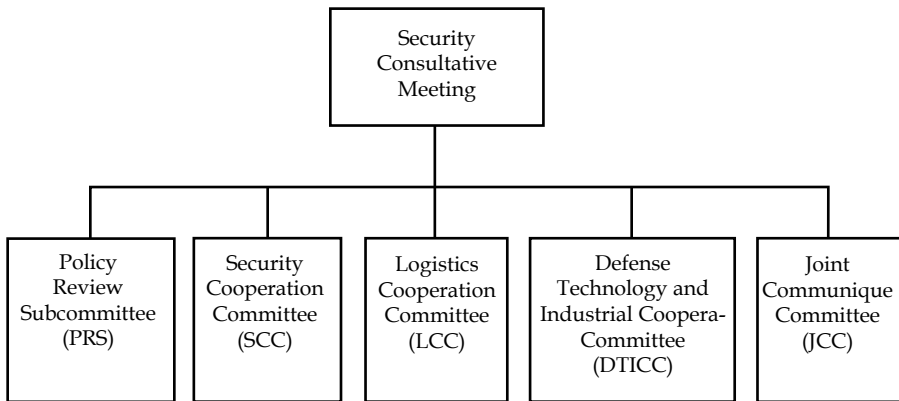 Security
Consultative
Meeting
Policy
Review
Subcommittee
(PRS)
Security
Cooperation
Committee
(SCC)
Logistics
Cooperation
Committee
(LCC)
Defense
Technology and
Industrial Coopera-
Committee
(DTICC)
Joint
Communique
Committee
(JCC)